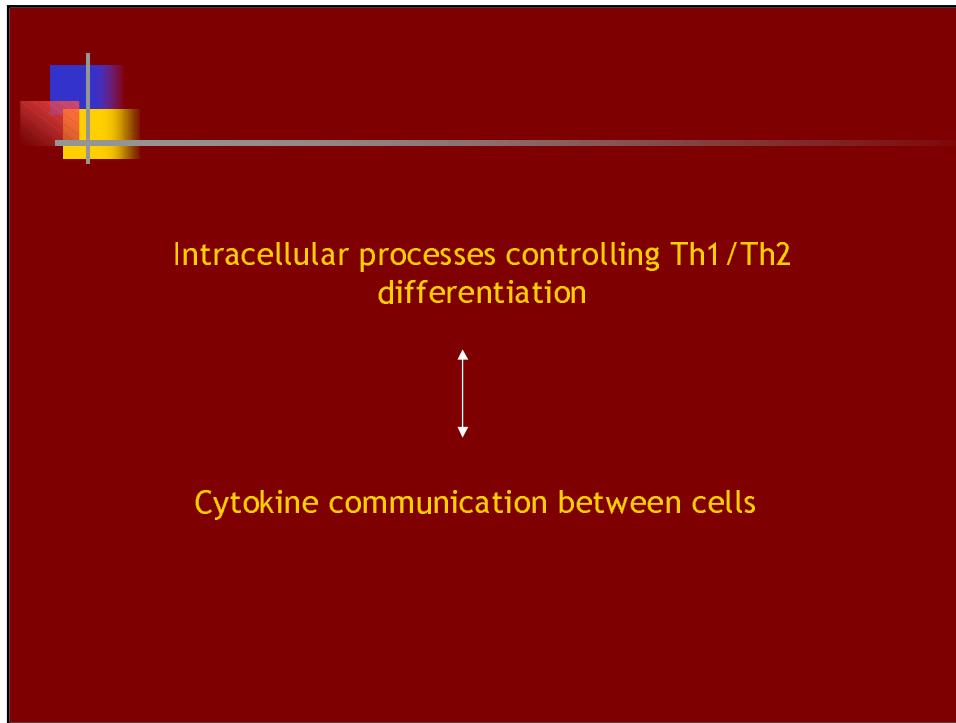 Intracellular processes controlling Th1/Th2
differentiation
Cytokine communication between cells